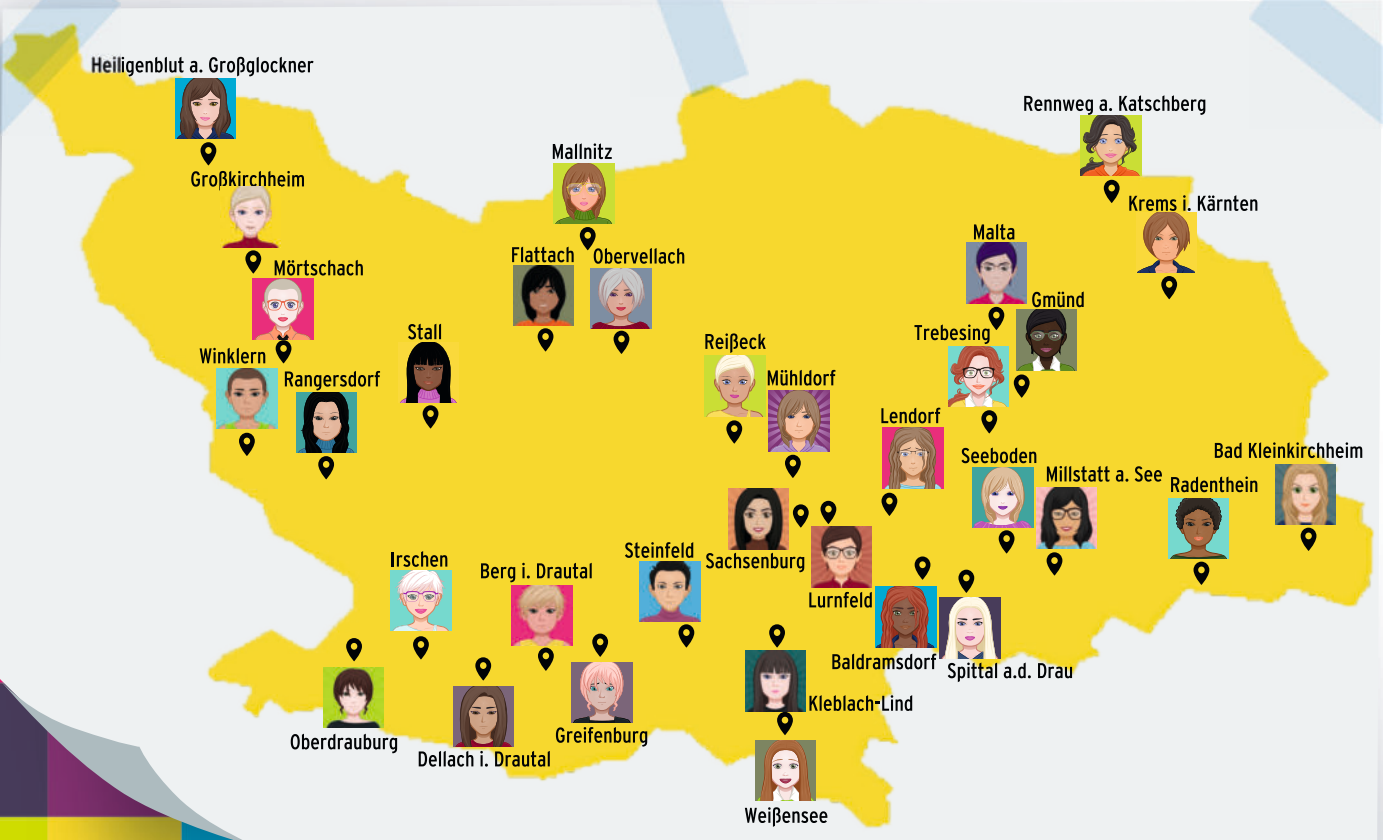 Heiligenblut a. Großglockner
Rennweg a. Katschberg
Mallnitz
Großkirchheim
Krems i. Kärnten
Malta
Flattach
Obervellach
Mörtschach
Gmünd
Stall
Trebesing
Reißeck
Winklern
Rangersdorf
Mühldorf
Lendorf
Bad Kleinkirchheim
Seeboden
Millstatt a. See
Radenthein
Steinfeld
Irschen
Sachsenburg
Berg i. Drautal
Lurnfeld
Baldramsdorf
Spittal a.d. Drau
Kleblach-Lind
Greifenburg
Oberdrauburg
Dellach i. Drautal
Weißensee